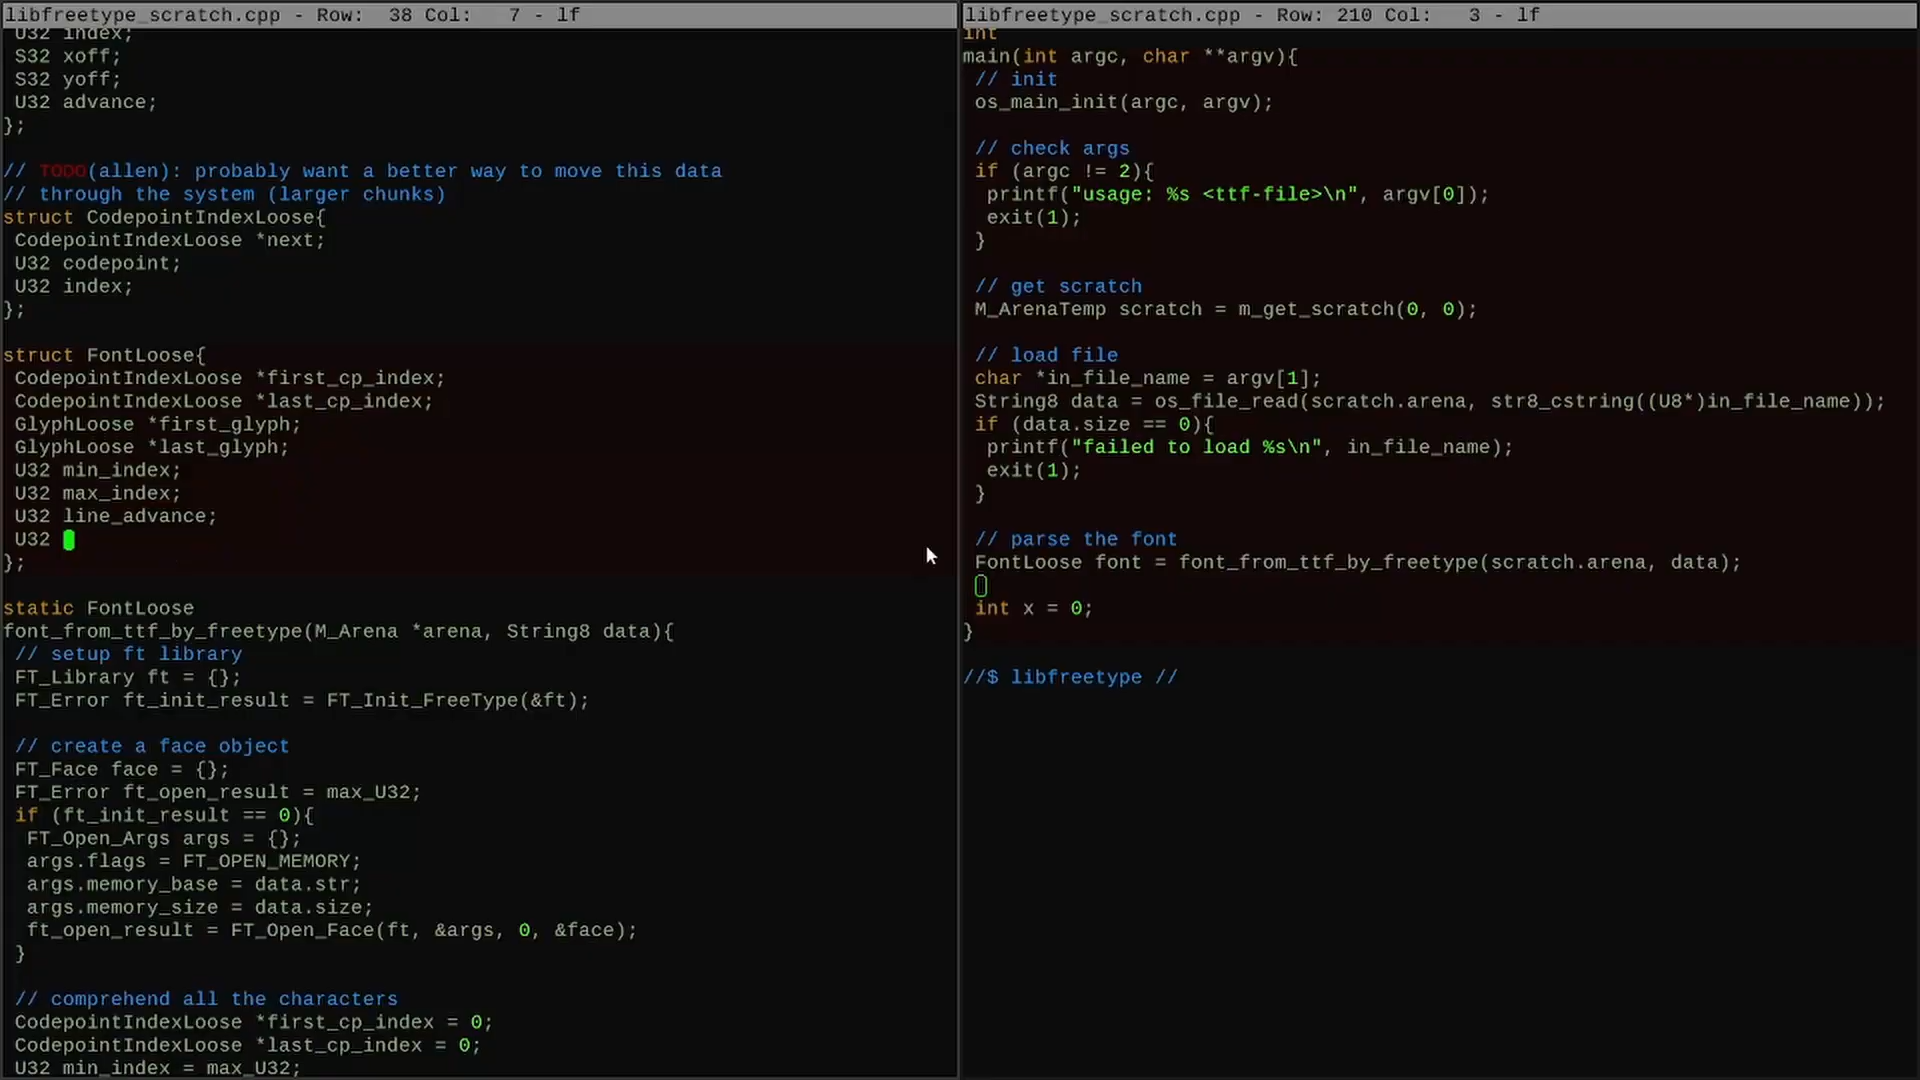 libfreetype_scratch.cpp - Row:  38 Col:   7 - lf
U32 index;
S32 xoff;
S32 yoff;
U32 advance;
};
// TODO(allen): probably want a better way to move this data
// through the system (larger chunks)
struct CodepointIndexLoose{
CodepointIndexLoose *next;
U32 codepoint;
U32 index;
};
struct FontLoose{
CodepointIndexLoose *first_cp_index;
CodepointIndexLoose *last_cp_index;
GlyphLoose *first_glyph;
GlyphLoose *last_glyph;
U32 min_index;
U32 max_index;
U32 line_advance;
U32
};
static FontLoose
font_from_ttf_by_freetype(M_Arena *arena, String8 data){
// setup ft library
FT_Library ft = {};
FT_Error ft_init_result = FT_Init_FreeType(&ft);
// create a face object
FT_Face face = {};
FT_Error ft_open_result = max_U32;
if (ft_init_result == 0){
FT_Open_Args args = {};
args.flags = FT_OPEN_MEMORY;
args.memory_base = data.str;
args.memory_size = data.size;
ft_open_result = FT_Open_Face(ft, &args, 0, &face);
}
// comprehend all the characters
CodepointIndexLoose *first_cp_index = 0;
CodepointIndexLoose *last_cp_index = 0;
U32 min_index = max_U32;
libfreetype_scratch.cpp - Row: 210 Col:   3 - lf
int
main(int argc, char **argv){
// init
os_main_init(argc, argv);
// check args
if (argc != 2){
printf("usage: %s <ttf-file>\n", argv[0]);
exit(1);
}
// get scratch
M_ArenaTemp scratch = m_get_scratch(0, 0);
// load file
char *in_file_name = argv[1];
String8 data = os_file_read(scratch.arena, str8_cstring((U8*)in_file_name));
if (data.size == 0){
printf("failed to load %s\n", in_file_name);
exit(1);
}
// parse the font
FontLoose font = font_from_ttf_by_freetype(scratch.arena, data);
int x = 0;
}
//$ libfreetype //